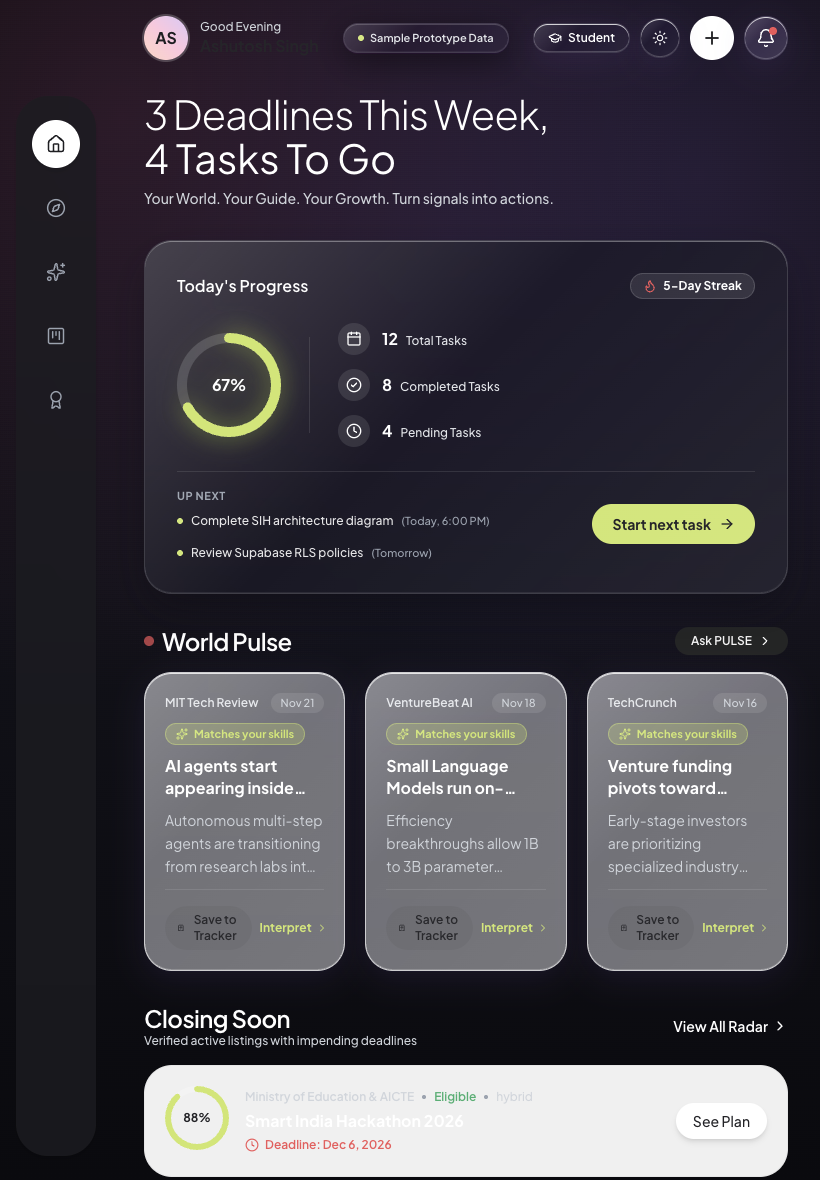 AS
Good Evening
Ashutosh Singh
Sample Prototype Data
Student
3 Deadlines This Week,
4 Tasks To Go
Your World. Your Guide. Your Growth. Turn signals into actions.
Today's Progress
5-Day Streak
67%
12 Total Tasks
8 Completed Tasks
4 Pending Tasks
UP NEXT
Complete SIH architecture diagram (Today, 6:00 PM)
Review Supabase RLS policies (Tomorrow)
Start next task
World Pulse
Ask PULSE
MIT Tech Review Nov 21
Matches your skills
AI agents start
appearing inside…
Autonomous multi-step
agents are transitioning
from research labs int…
Save to
Tracker
Interpret
VentureBeat AI Nov 18
Matches your skills
Small Language
Models run on-…
Efficiency
breakthroughs allow 1B
to 3B parameter…
Save to
Tracker
Interpret
TechCrunch Nov 16
Matches your skills
Venture funding
pivots toward…
Early-stage investors
are prioritizing
specialized industry…
Save to
Tracker
Interpret
Closing Soon
Verified active listings with impending deadlines
View All Radar
88%
Ministry of Education & AICTE • Eligible • hybrid
Smart India Hackathon 2026
Deadline: Dec 6, 2026
See Plan